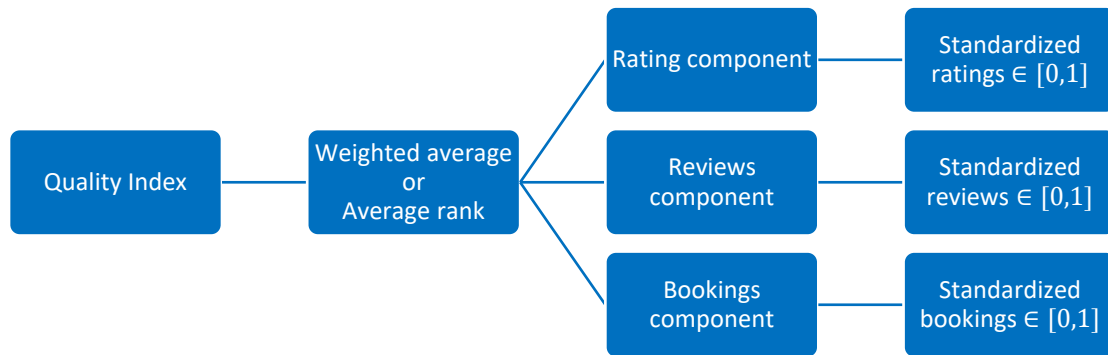 Quality Index
Weighted average
or
Average rank
Rating component
Standardized
ratings ∈ [0,1]
Reviews
component
Standardized
reviews ∈ [0,1]
Bookings
component
Standardized
bookings ∈ [0,1]